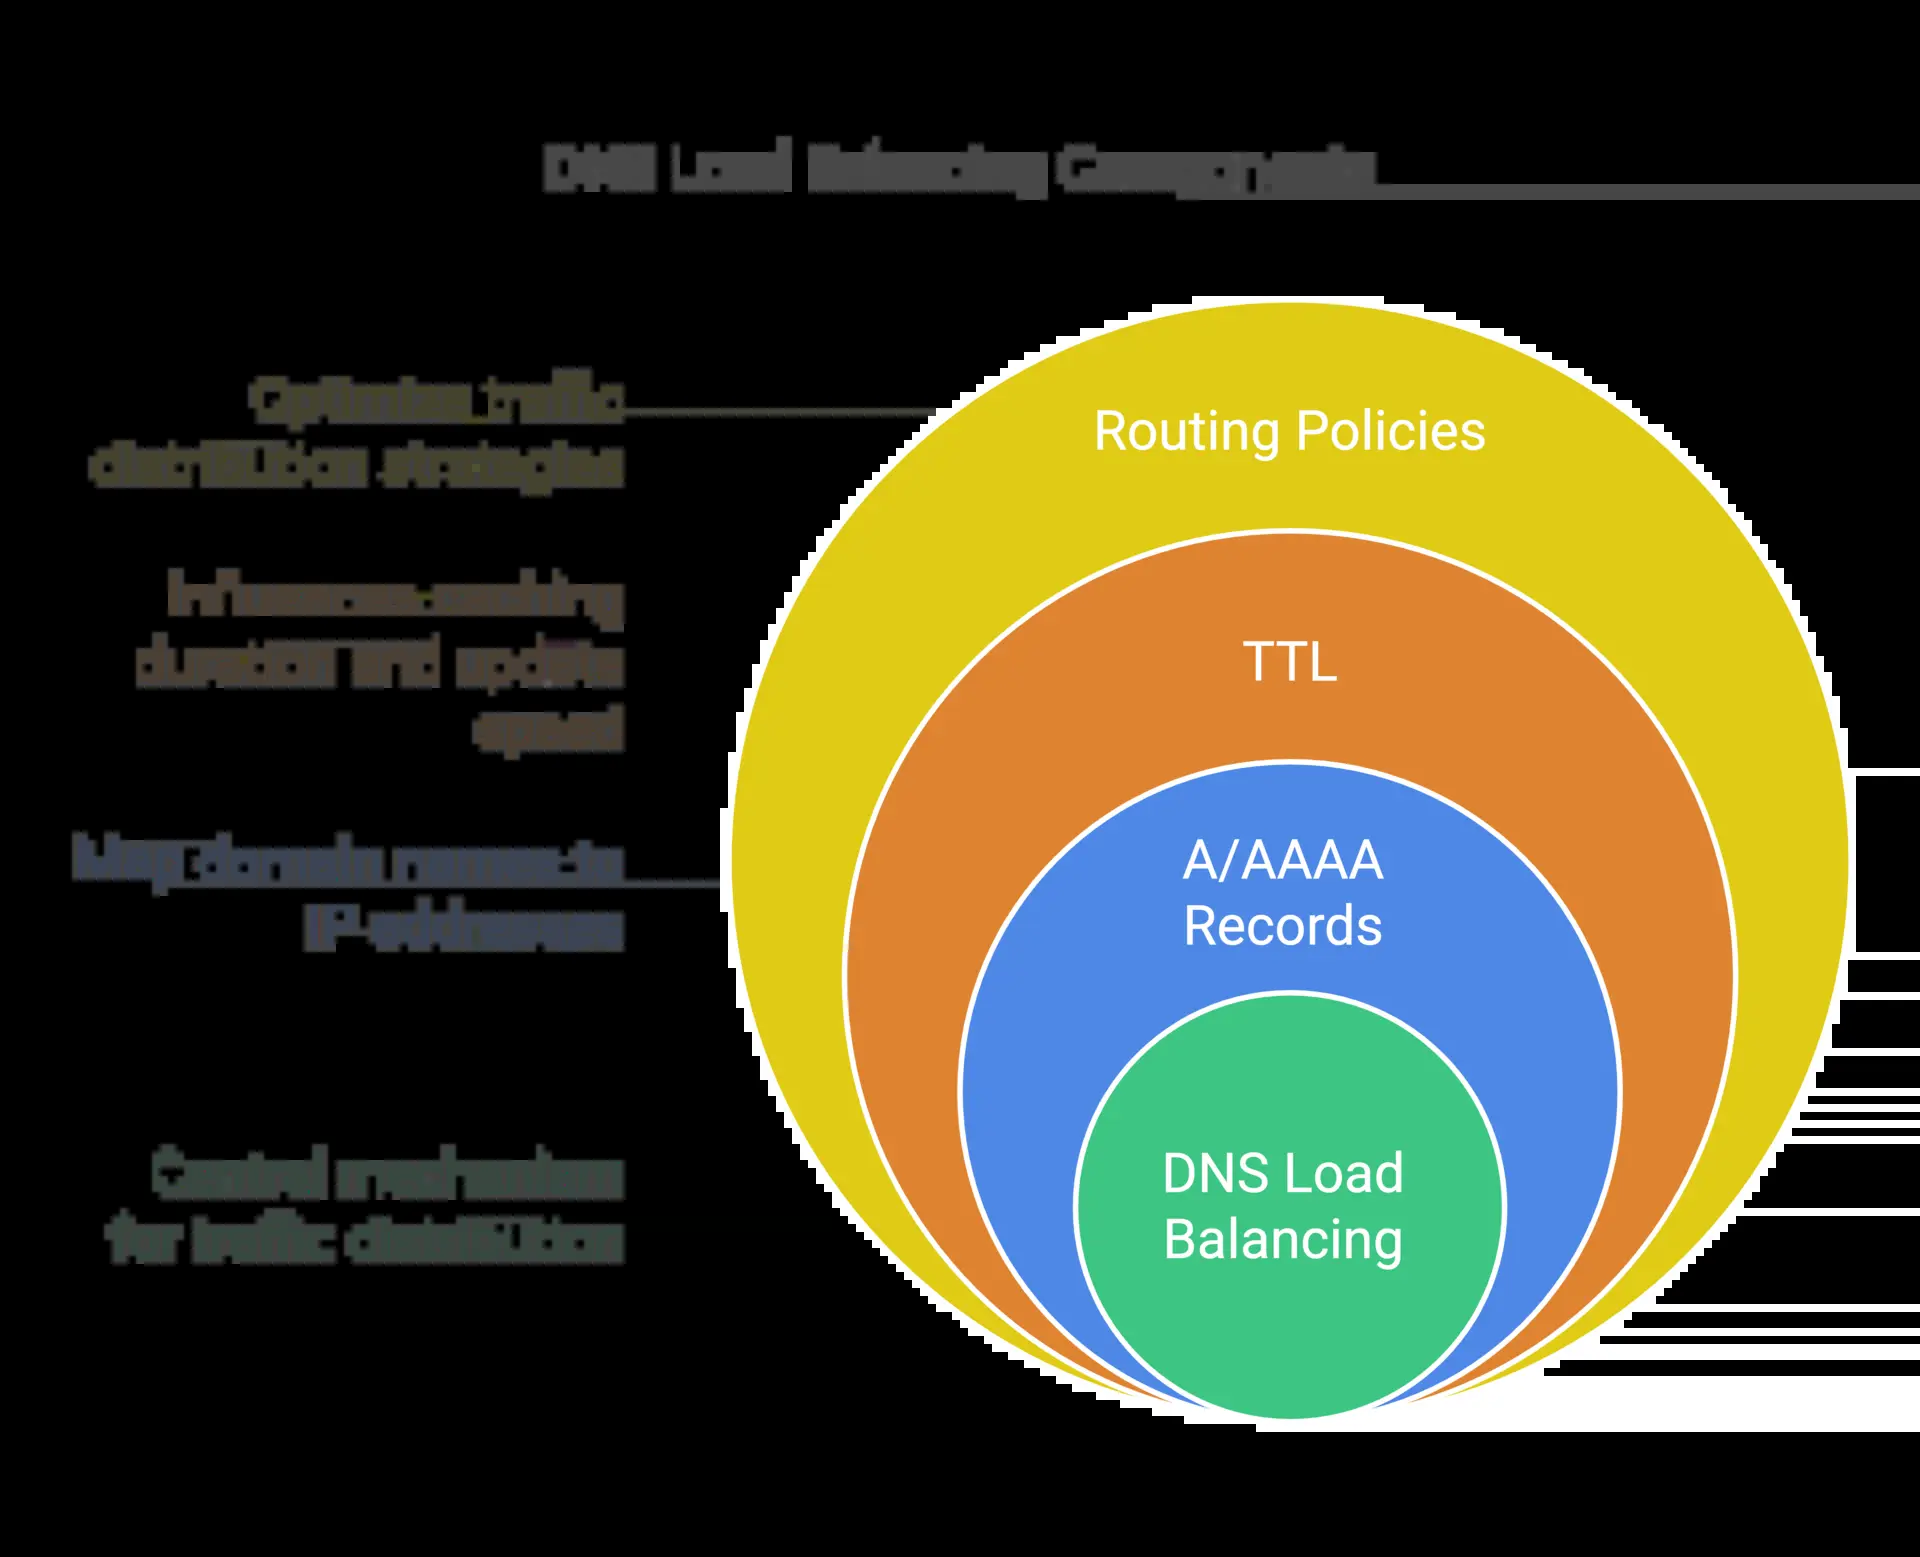 DNS Load Balancing Components
Optimizes traffic
distribution strategies
Routing Policies
Influences caching
duration and update
speed
TTL
Map domain names to
IP addresses
A/AAAA
Records
Central mechanism
for traffic distribution
DNS Load
Balancing